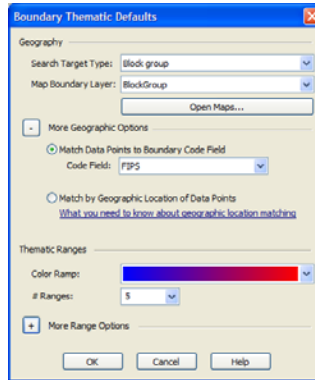 Boundary Thematic Defaults
Geography
Search Target Type: Block group
Map Boundary Layer: BlockGroup
Open Maps...
- More Geographic Options
Match Data Points to Boundary Code Field
Code Field: FIPS
Match by Geographic Location of Data Points
What you need to know about geographic location matching
Thematic Ranges
Color Ramp:
# Ranges: 5
+ More Range Options
OK Cancel Help